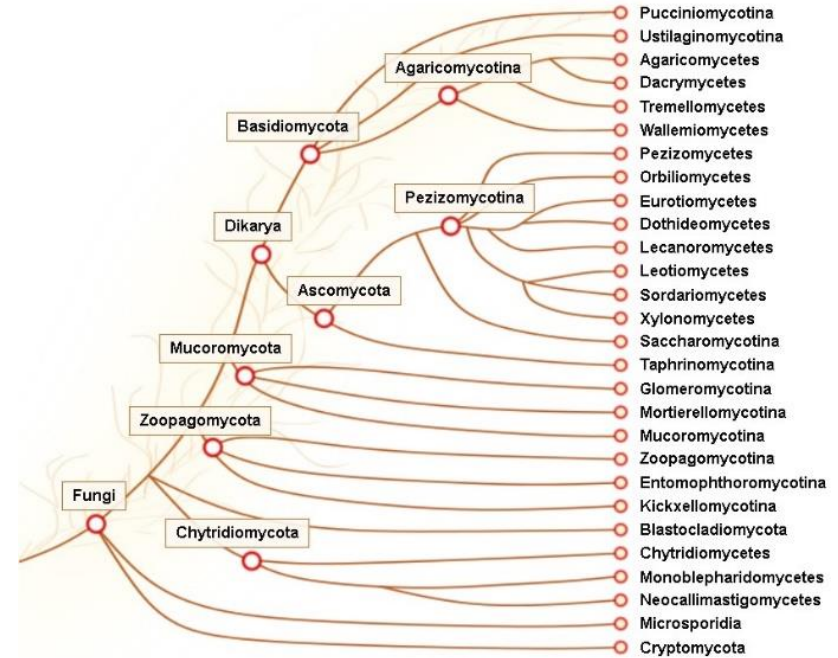 Pucciniomycotina
Ustilaginomycotina
Agaricomycotina
Agaricomycetes
Dacrymycetes
Tremellomycetes
Basidiomycota
Wallemiomycetes
Pezizomycetes
Orbiliomycetes
Pezizomycotina
Eurotiomycetes
Dikarya
Dothideomycetes
Lecanoromycetes
Leotiomycetes
Ascomycota
Sordariomycetes
Xylonomycetes
Saccharomycotina
Mucoromycota
Taphrinomycotina
Glomeromycotina
Mortierellomycotina
Zoopagomycota
Mucoromycotina
Zoopagomycotina
Entomophthoromycotina
Fungi
Kickxellomycotina
Blastocladiomycota
Chytridiomycota
Chytridiomycetes
Monoblepharidomycetes
Neocallimastigomycetes
Microsporidia
Cryptomycota